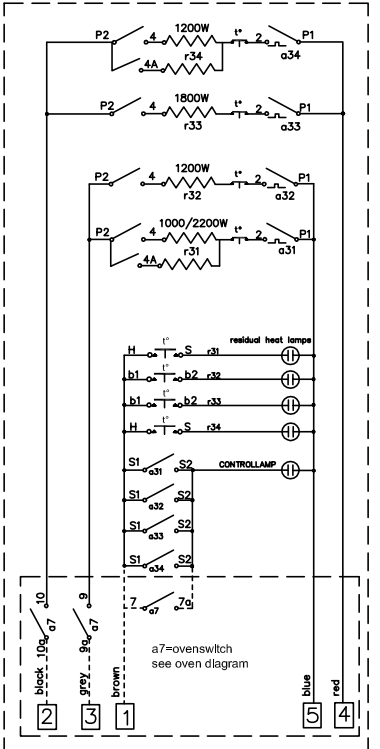 1200W
P2 4 t° 2 P1
4A r34 a34
1800W
P2 4 t° 2 P1
r33 a33
1200W
P2 4 t° 2 P1
r32 a32
1000/2200W
P2 4 t° 2 P1
r31 a31
4A
residual heat lamps
t°
H S r31
t°
b1 b2 r32
t°
b1 b2 r33
t°
H S r34
S1 S2 CONTROLLAMP
a31
S1 S2
a32
S1 S2
a33
S1 S2
a34
10 9 7 7a
a7 a7 a7
10a 9a
a7=ovenswitch
see oven diagram
black grey brown blue red
2 3 1 5 4